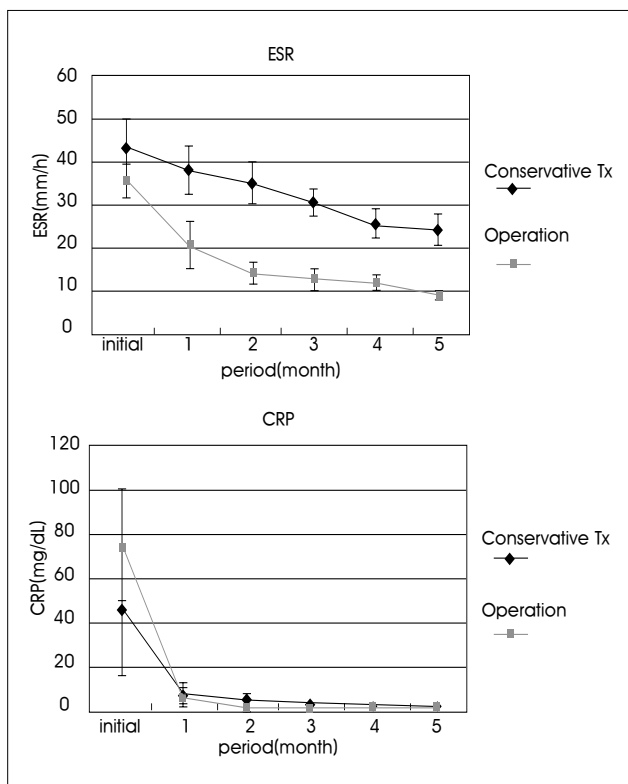 ESR
60
50
40
30
20
10
0
ESR(mm/h)
initial 1 2 3 4 5
period(month)
Conservative Tx
Operation
CRP
120
100
80
60
40
20
0
CRP(mg/dL)
initial 1 2 3 4 5
period(month)
Conservative Tx
Operation